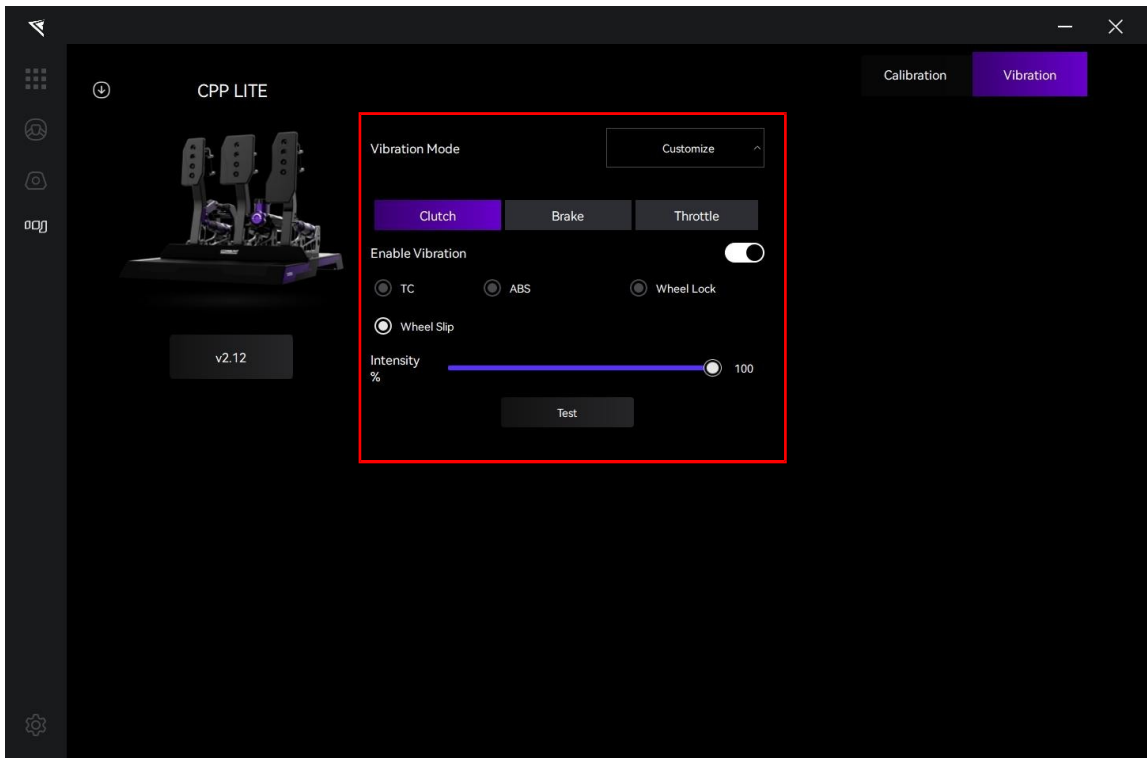 Calibration
Vibration
CPP LITE
Vibration Mode
Customize
Clutch
Brake
Throttle
Enable Vibration
TC
ABS
Wheel Lock
Wheel Slip
v2.12
Intensity
%
100
Test